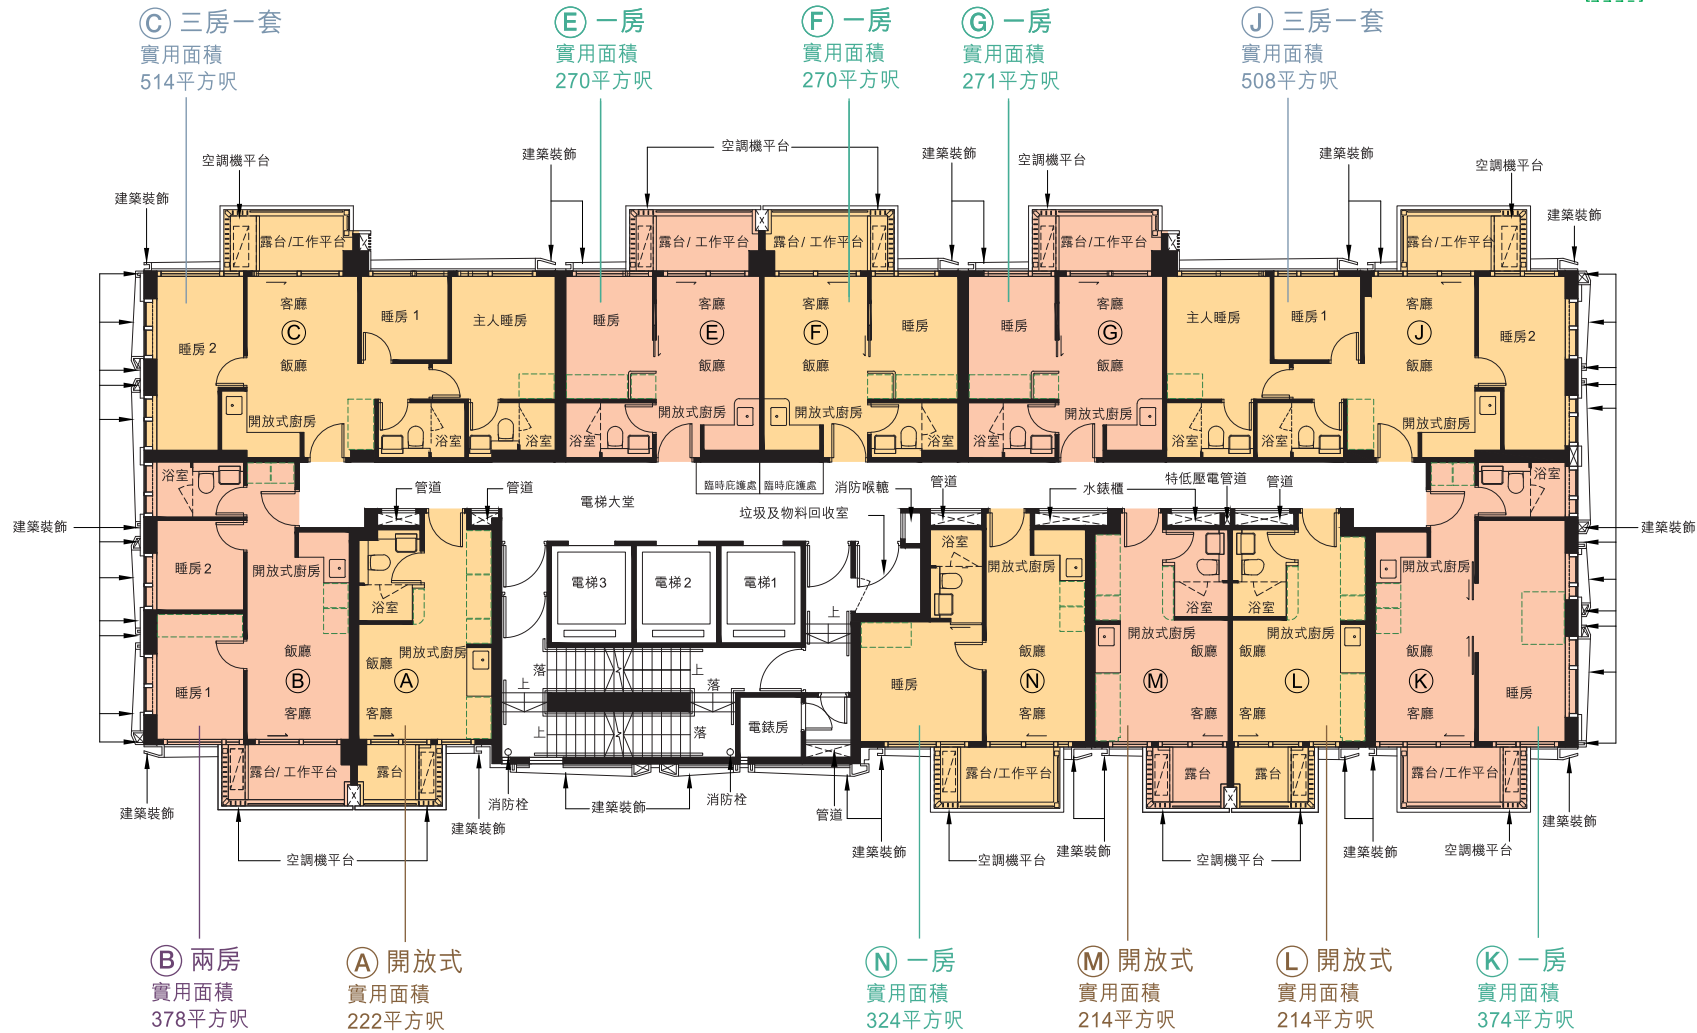 C 三房一套
實用面積
514平方呎
E 一房
實用面積
270平方呎
F 一房
實用面積
270平方呎
G 一房
實用面積
271平方呎
J 三房一套
實用面積
508平方呎
空調機平台
建築裝飾
空調機平台
建築裝飾
空調機平台
建築裝飾
空調機平台
建築裝飾
建築裝飾
建築裝飾
露台/工作平台
露台/工作平台
露台/工作平台
露台/工作平台
露台/工作平台
睡房2
客廳
C
飯廳
睡房1
主人睡房
開放式廚房
浴室
浴室
睡房
客廳
E
飯廳
開放式廚房
浴室
客廳
F
飯廳
睡房
開放式廚房
浴室
睡房
客廳
G
飯廳
開放式廚房
浴室
主人睡房
睡房1
客廳
J
飯廳
睡房2
開放式廚房
浴室
浴室
浴室
管道
管道
電梯大堂
臨時庇護處
臨時庇護處
消防喉轆
垃圾及物料回收室
管道
水錶櫃
特低壓電管道
管道
浴室
建築裝飾
建築裝飾
睡房2
開放式廚房
睡房1
飯廳
B
客廳
浴室
開放式廚房
飯廳
A
客廳
電梯3
電梯2
電梯1
上
落
上
上
落
上
落
電錶房
浴室
開放式廚房
睡房
飯廳
N
客廳
浴室
開放式廚房
飯廳
M
客廳
浴室
開放式廚房
飯廳
L
客廳
開放式廚房
飯廳
K
客廳
睡房
露台/工作平台
露台
露台/工作平台
露台
露台
露台/工作平台
建築裝飾
空調機平台
建築裝飾
消防栓
建築裝飾
消防栓
管道
建築裝飾
空調機平台
建築裝飾
空調機平台
建築裝飾
空調機平台
建築裝飾
B 兩房
實用面積
378平方呎
A 開放式
實用面積
222平方呎
N 一房
實用面積
324平方呎
M 開放式
實用面積
214平方呎
L 開放式
實用面積
214平方呎
K 一房
實用面積
374平方呎